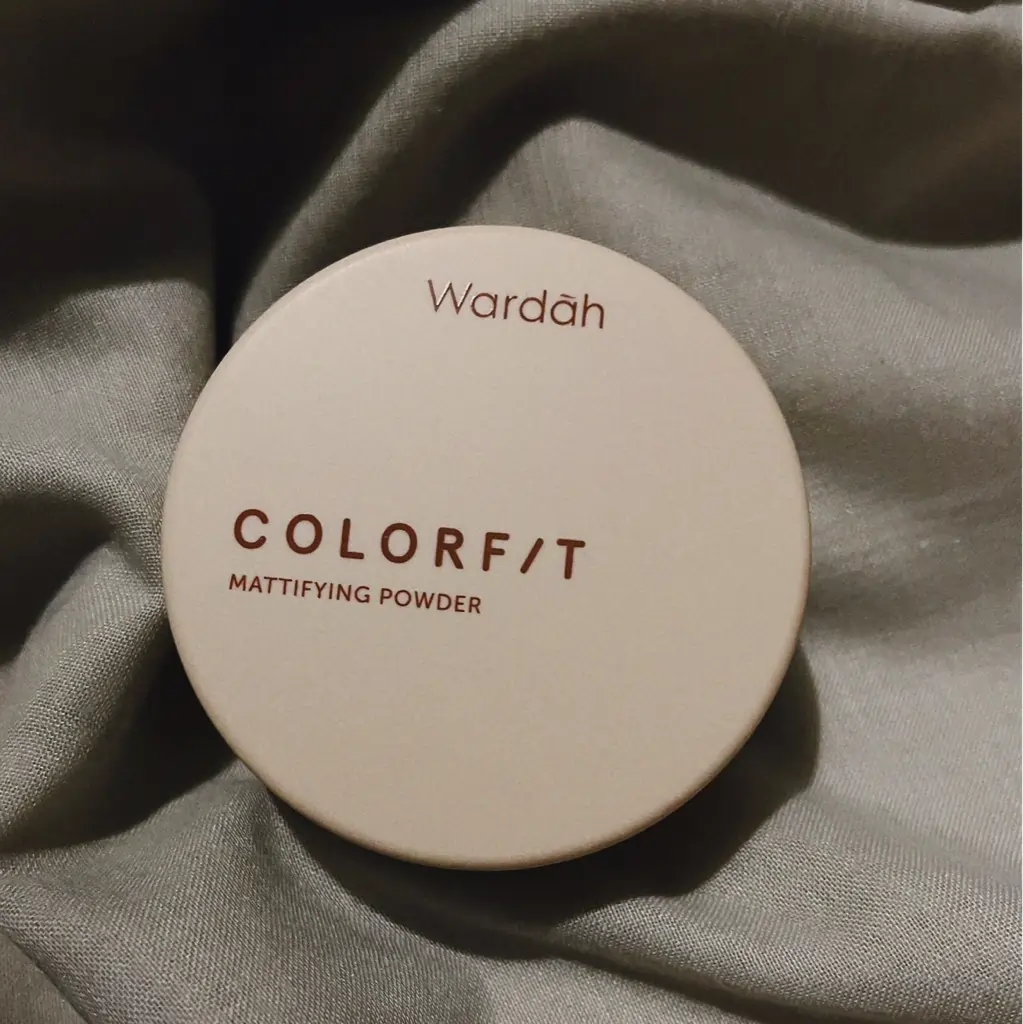 Wardāh
COLORF/T
MATTIFYING POWDER